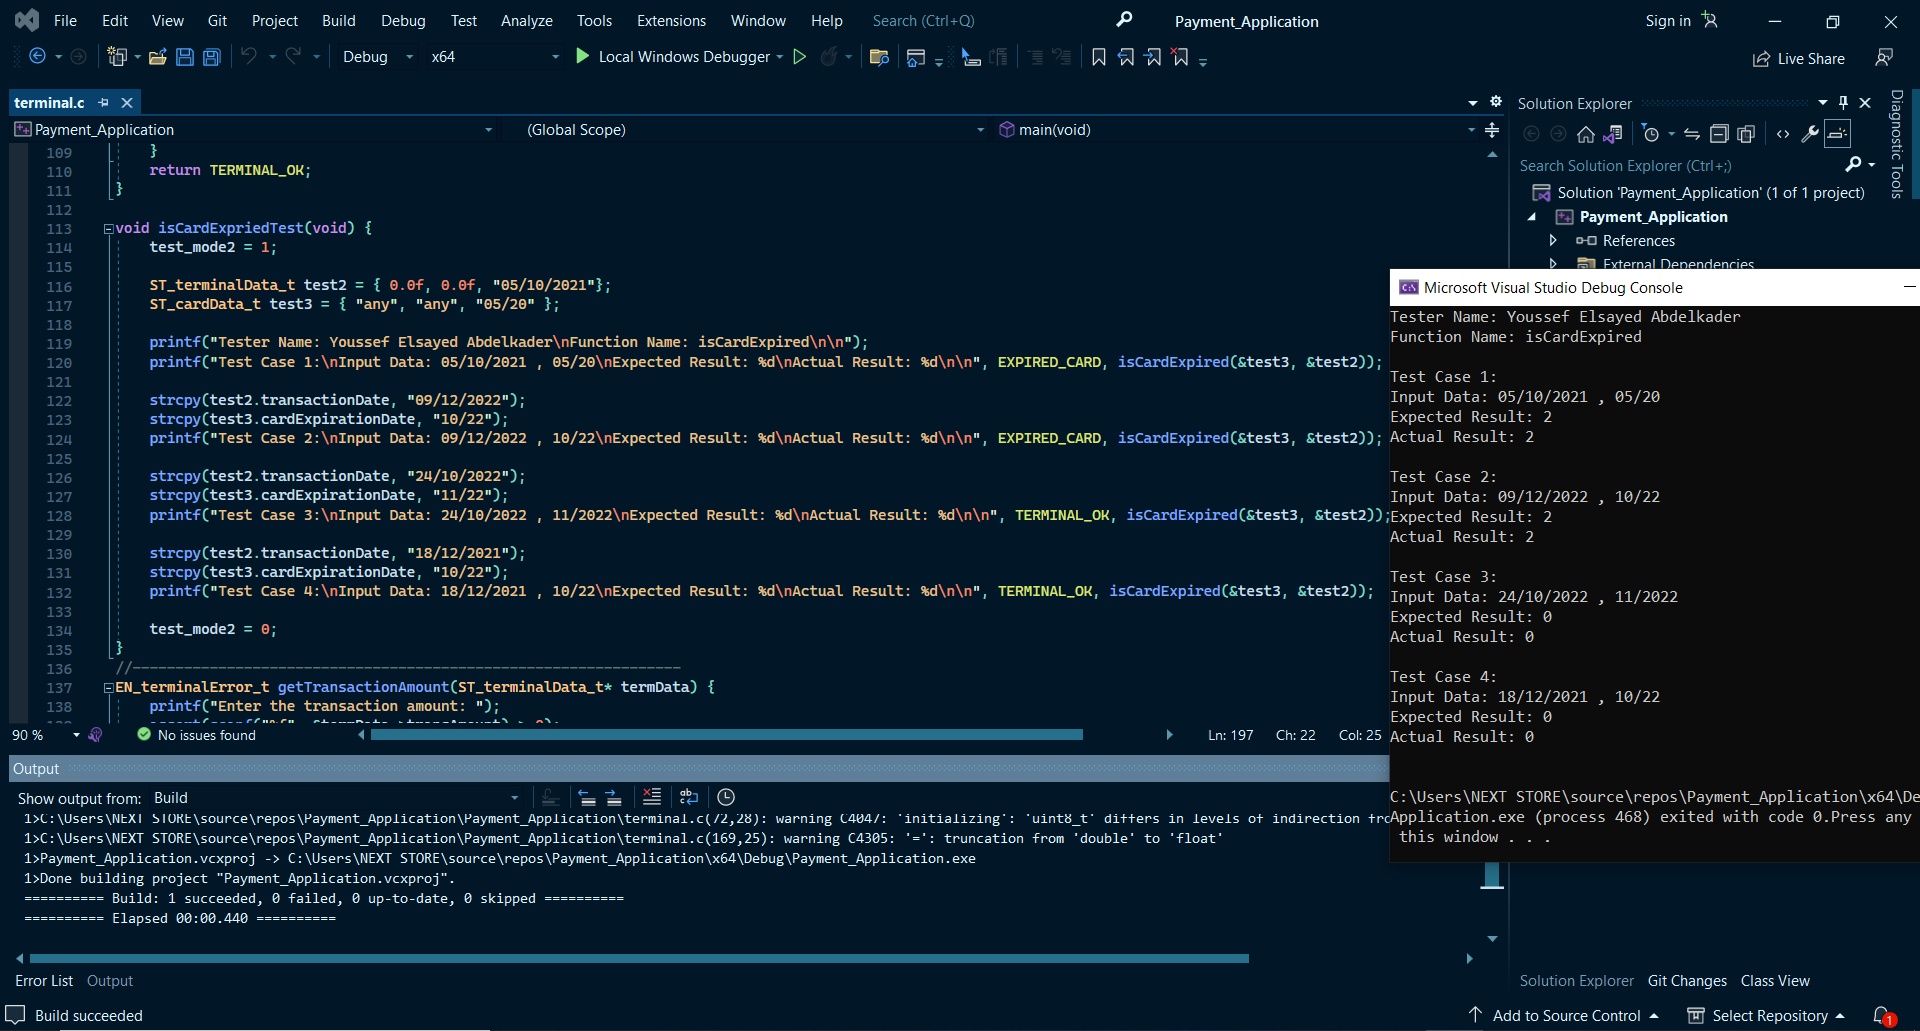 File Edit View Git Project Build Debug Test Analyze Tools Extensions Window Help Search (Ctrl+Q) Payment_Application Sign in
Debug x64 Local Windows Debugger Live Share
terminal.c
Payment_Application (Global Scope) main(void)
109 }
110 return TERMINAL_OK;
111 }
112
113 void isCardExpriedTest(void) {
114 test_mode2 = 1;
115
116 ST_terminalData_t test2 = { 0.0f, 0.0f, "05/10/2021"};
117 ST_cardData_t test3 = { "any", "any", "05/20" };
118
119 printf("Tester Name: Youssef Elsayed Abdelkader\nFunction Name: isCardExpired\n\n");
120 printf("Test Case 1:\nInput Data: 05/10/2021 , 05/20\nExpected Result: %d\nActual Result: %d\n\n", EXPIRED_CARD, isCardExpired(&test3, &test2));
121
122 strcpy(test2.transactionDate, "09/12/2022");
123 strcpy(test3.cardExpirationDate, "10/22");
124 printf("Test Case 2:\nInput Data: 09/12/2022 , 10/22\nExpected Result: %d\nActual Result: %d\n\n", EXPIRED_CARD, isCardExpired(&test3, &test2));
125
126 strcpy(test2.transactionDate, "24/10/2022");
127 strcpy(test3.cardExpirationDate, "11/22");
128 printf("Test Case 3:\nInput Data: 24/10/2022 , 11/2022\nExpected Result: %d\nActual Result: %d\n\n", TERMINAL_OK, isCardExpired(&test3, &test2));
129
130 strcpy(test2.transactionDate, "18/12/2021");
131 strcpy(test3.cardExpirationDate, "10/22");
132 printf("Test Case 4:\nInput Data: 18/12/2021 , 10/22\nExpected Result: %d\nActual Result: %d\n\n", TERMINAL_OK, isCardExpired(&test3, &test2));
133
134 test_mode2 = 0;
135 }
136 //----------------------------------------------------------------
137 EN_terminalError_t getTransactionAmount(ST_terminalData_t* termData) {
138 printf("Enter the transaction amount: ");
90 % No issues found Ln: 197 Ch: 22 Col: 25
Output
Show output from: Build
1>C:\Users\NEXT STORE\source\repos\Payment_Application\Payment_Application\terminal.c(72,28): warning C4047: 'initializing': 'uint8_t' differs in levels of indirection
1>C:\Users\NEXT STORE\source\repos\Payment_Application\Payment_Application\terminal.c(169,25): warning C4305: '=': truncation from 'double' to 'float'
1>Payment_Application.vcxproj -> C:\Users\NEXT STORE\source\repos\Payment_Application\x64\Debug\Payment_Application.exe
1>Done building project "Payment_Application.vcxproj".
========== Build: 1 succeeded, 0 failed, 0 up-to-date, 0 skipped ==========
========== Elapsed 00:00.440 ==========
Error List Output
Build succeeded
Solution Explorer
Search Solution Explorer (Ctrl+;)
Solution 'Payment_Application' (1 of 1 project)
Payment_Application
References
External Dependencies
Diagnostic Tools
Microsoft Visual Studio Debug Console
Tester Name: Youssef Elsayed Abdelkader
Function Name: isCardExpired
Test Case 1:
Input Data: 05/10/2021 , 05/20
Expected Result: 2
Actual Result: 2
Test Case 2:
Input Data: 09/12/2022 , 10/22
Expected Result: 2
Actual Result: 2
Test Case 3:
Input Data: 24/10/2022 , 11/2022
Expected Result: 0
Actual Result: 0
Test Case 4:
Input Data: 18/12/2021 , 10/22
Expected Result: 0
Actual Result: 0
C:\Users\NEXT STORE\source\repos\Payment_Application\x64\De
Application.exe (process 468) exited with code 0.Press any
this window . . .
Solution Explorer Git Changes Class View
Add to Source Control Select Repository 1